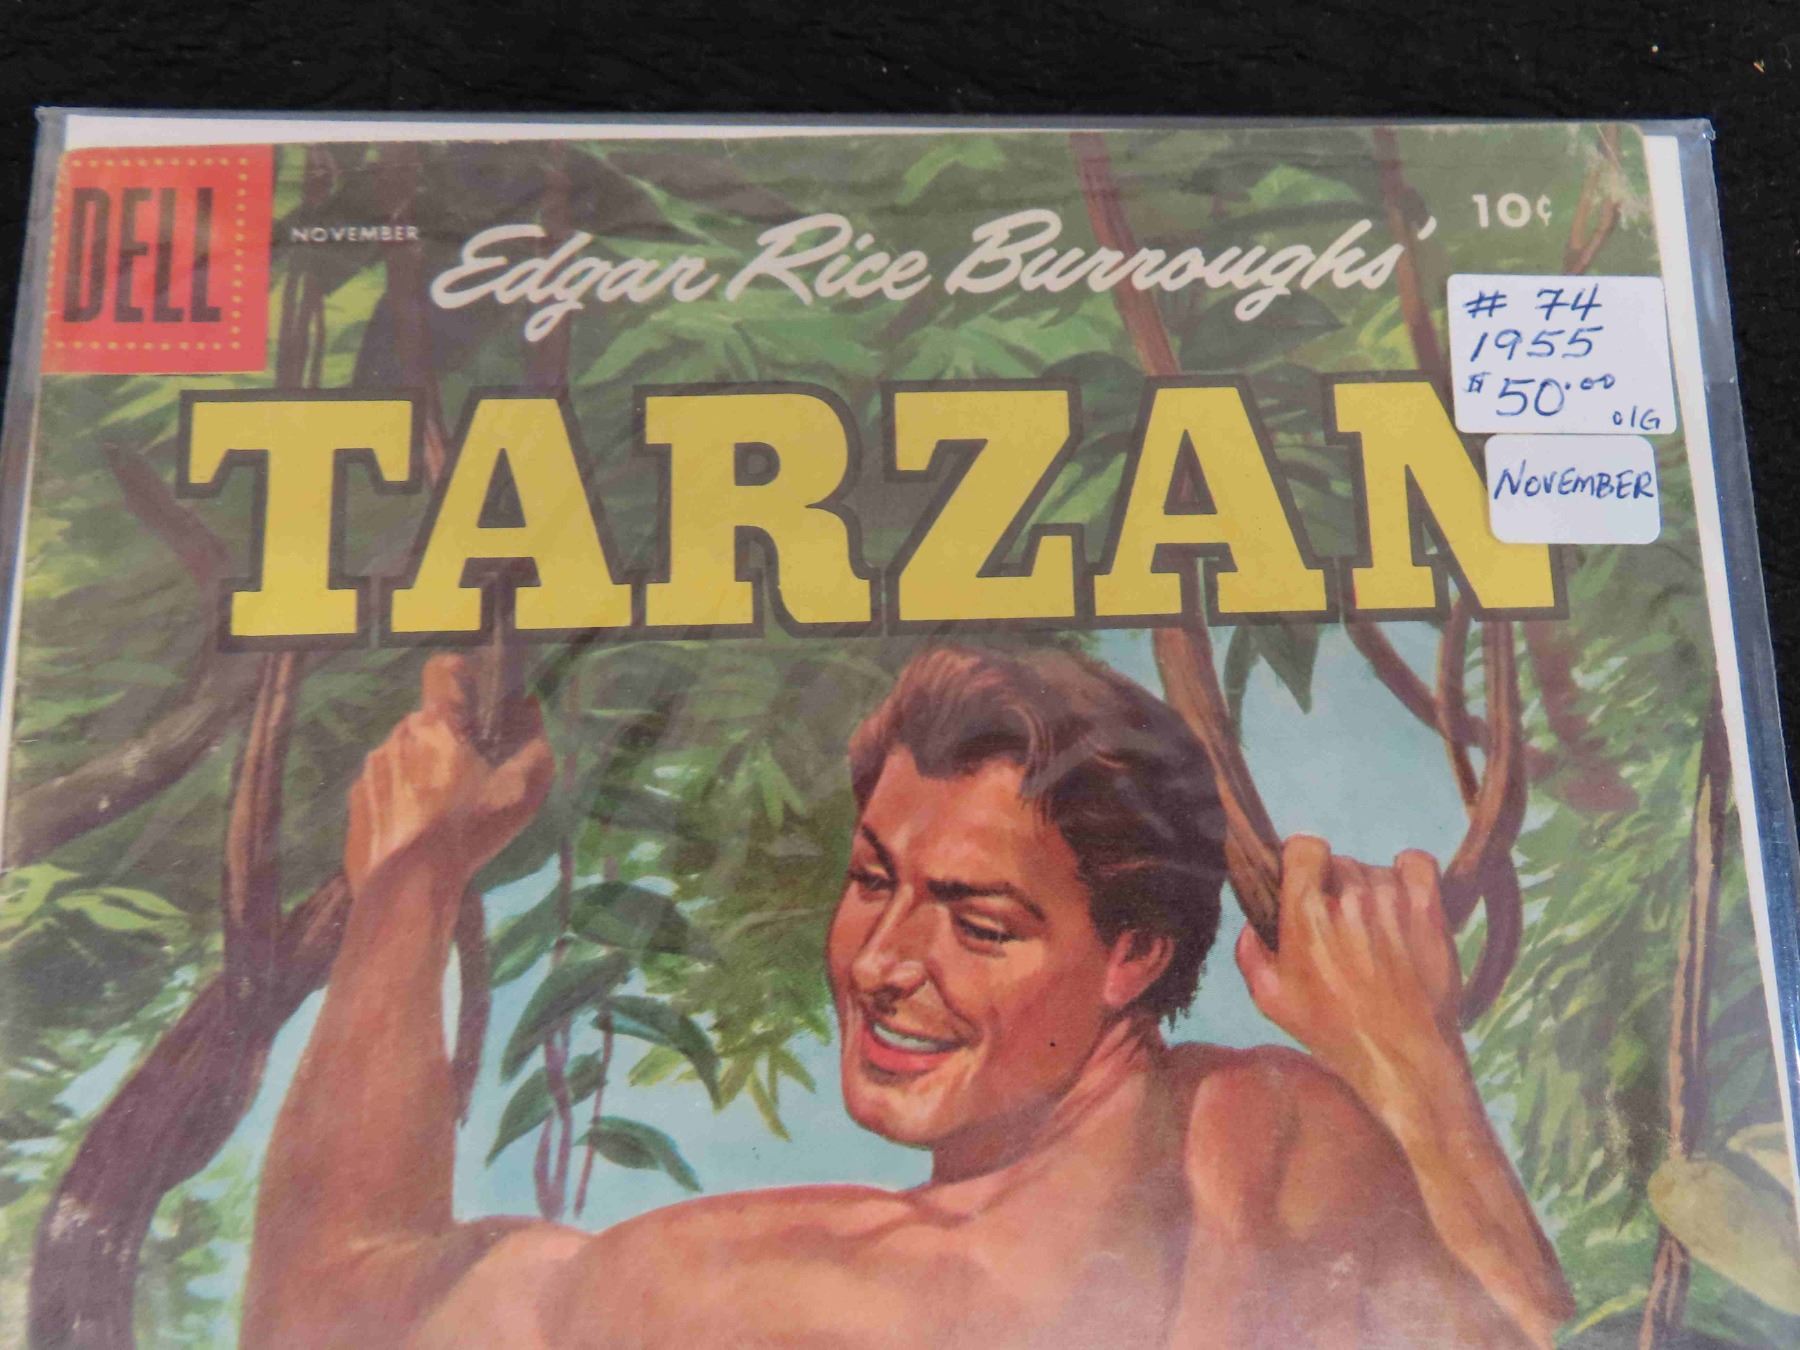 DELL
NOVEMBER
Edgar Rice Burroughs'
10¢
# 74
1955
$50.00
O/G
TARZAN
NOVEMBER